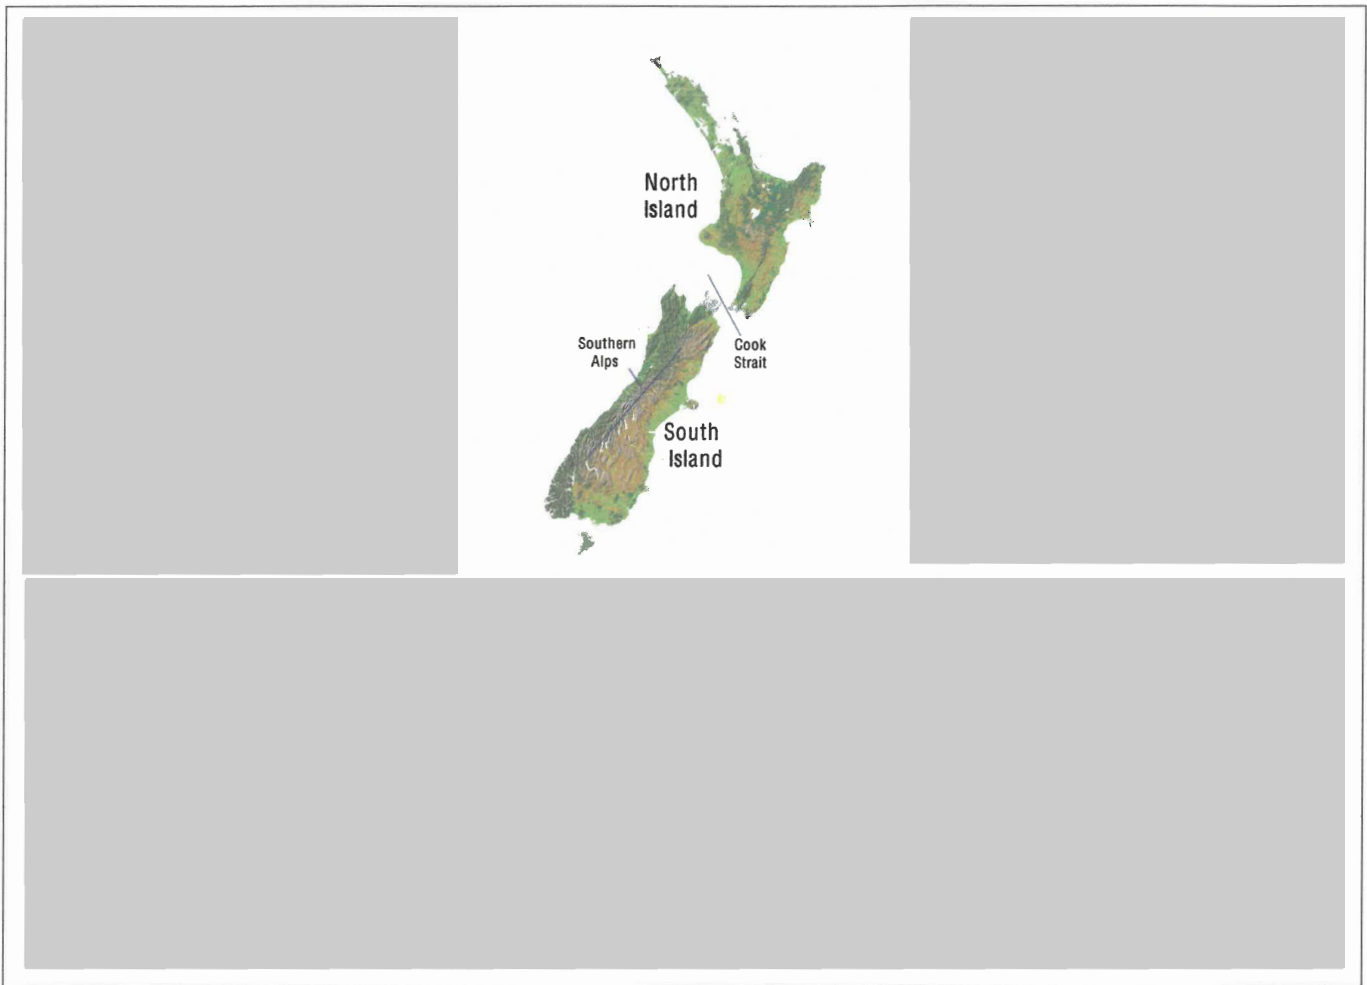 North
Island
Southern
Alps
Cook
Strait
South
Island